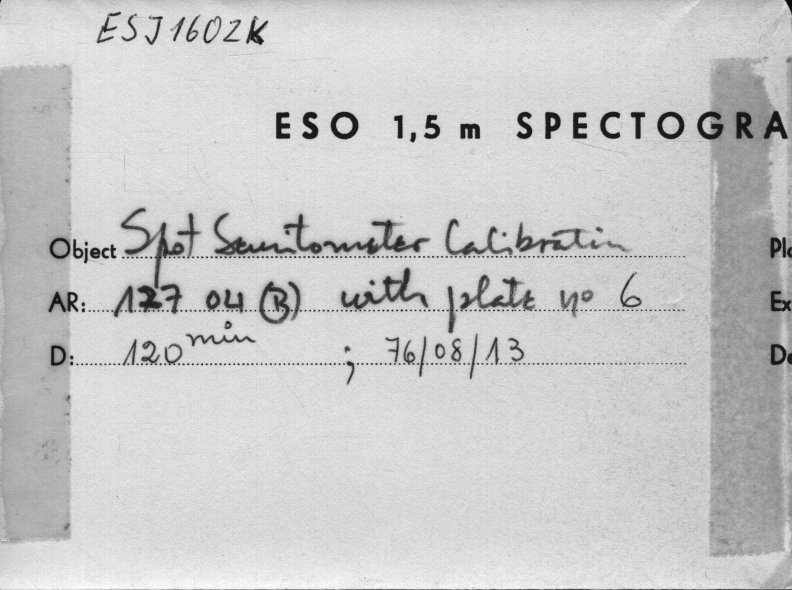 ESJ1602K
ESO 1,5 m SPECTOGRA
Object Spot Sensitometer Calibration
AR: 127 04 (B) with plate no 6
D: 120 min ; 76/08/13
Pla
Ex
Da